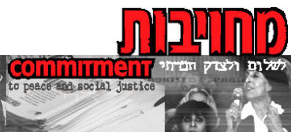 מחויבות
לשלום ולצדק חברתי
commitment
to peace and social justice